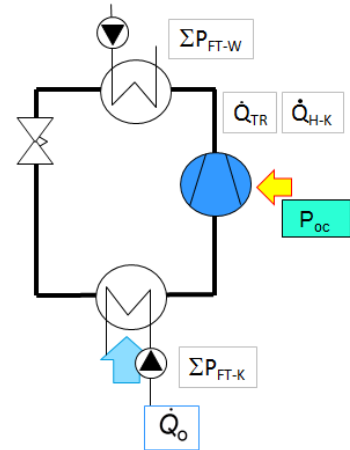 ΣP_FT-W
Q̇_TR Q̇_H-K
P_oc
ΣP_FT-K
Q̇_o